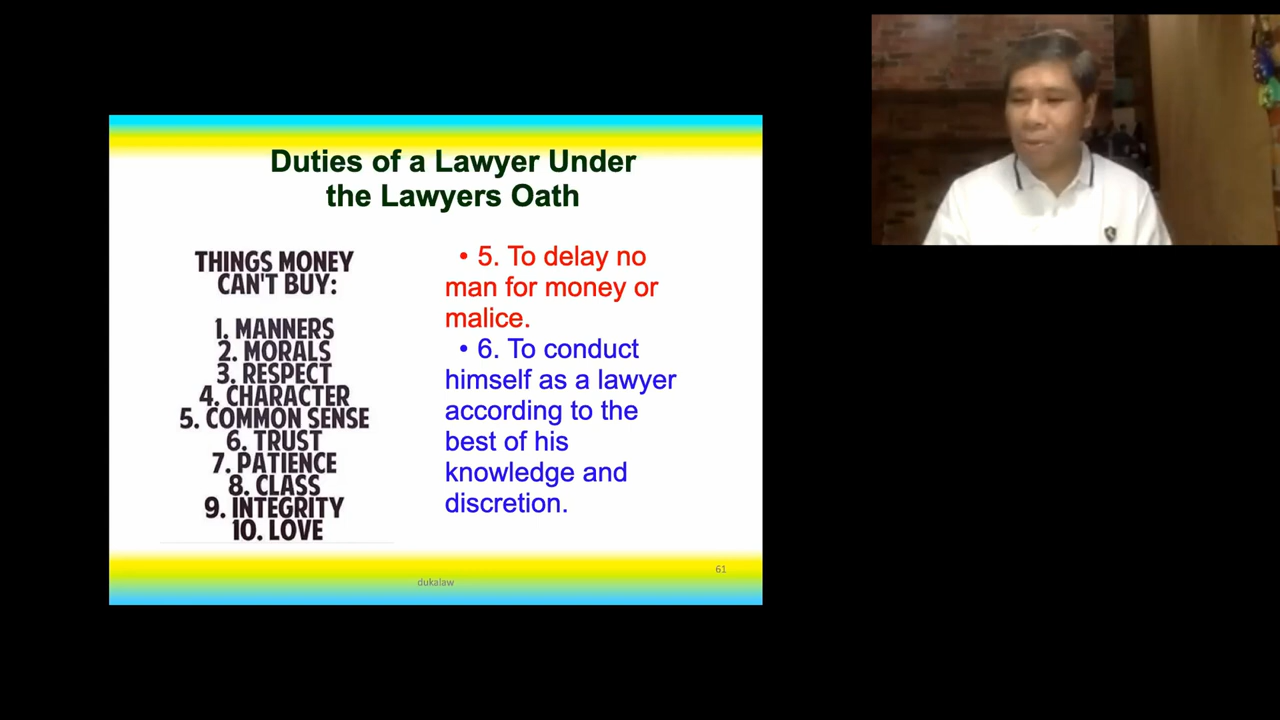 Duties of a Lawyer Under
the Lawyers Oath
THINGS MONEY
CAN'T BUY:
1. MANNERS
2. MORALS
3. RESPECT
4. CHARACTER
5. COMMON SENSE
6. TRUST
7. PATIENCE
8. CLASS
9. INTEGRITY
10. LOVE
• 5. To delay no
man for money or
malice.
• 6. To conduct
himself as a lawyer
according to the
best of his
knowledge and
discretion.
61
dukalaw